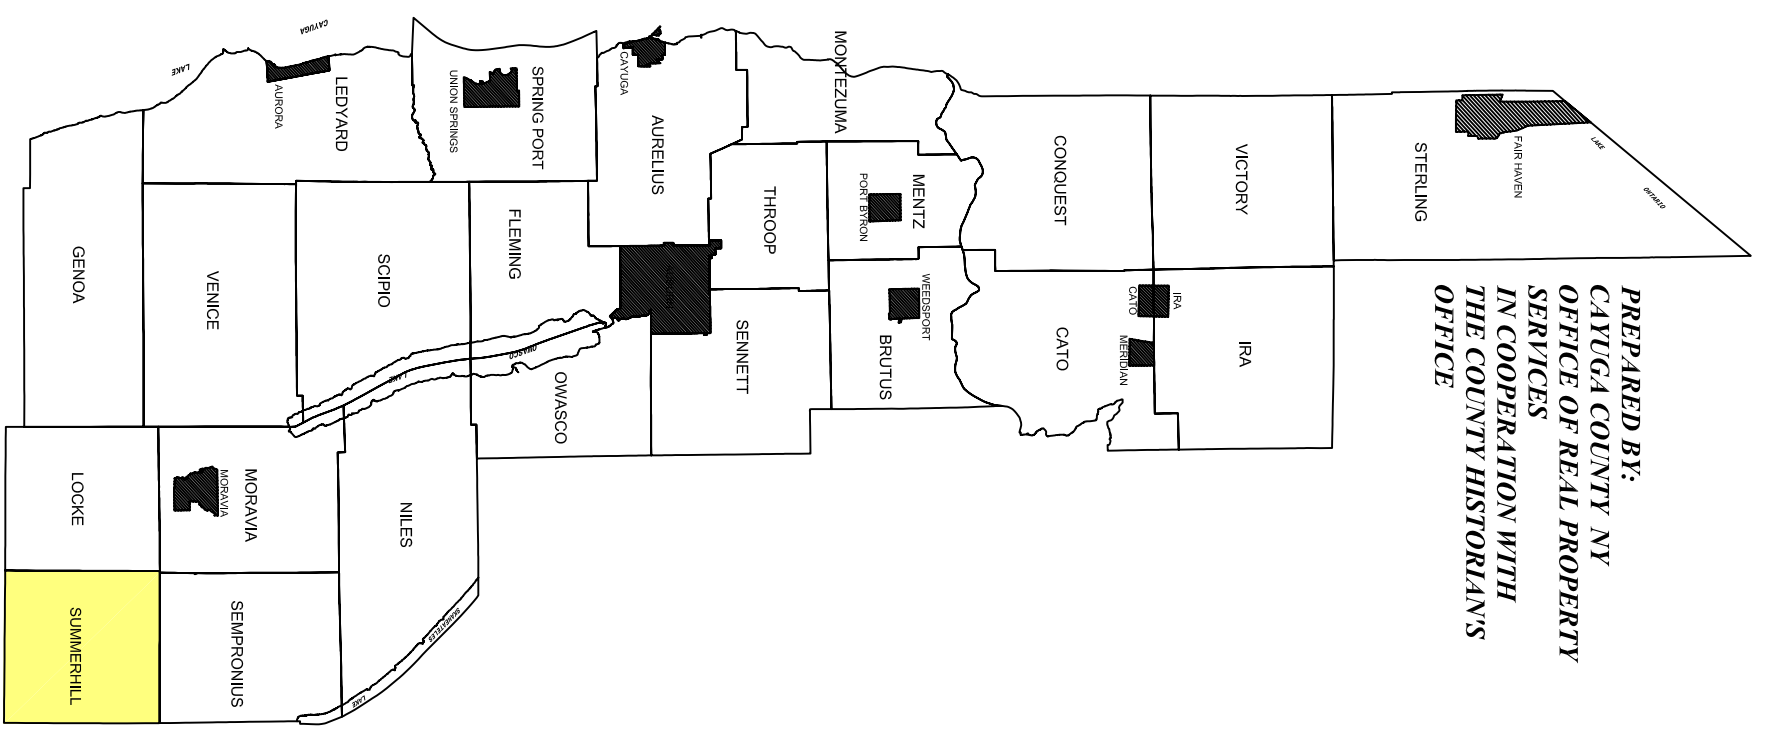 LAKE
ONTARIO
PREPARED BY:
CAYUGA COUNTY NY
OFFICE OF REAL PROPERTY
SERVICES
IN COOPERATION WITH
THE COUNTY HISTORIAN'S
OFFICE
FAIR HAVEN
STERLING
VICTORY
IRA
IRA
CATO
MERIDIAN
CONQUEST
CATO
MENTZ
PORT BYRON
WEEDSPORT
BRUTUS
MONTEZUMA
THROOP
SENNETT
AURELIUS
CAYUGA
SPRING PORT
UNION SPRINGS
FLEMING
OWASCO
OWASCO
LAKE
LEDYARD
AURORA
CAYUGA
LAKE
SCIPIO
NILES
SKANEATELES
LAKE
VENICE
MORAVIA
MORAVIA
SEMPRONIUS
GENOA
LOCKE
SUMMERHILL